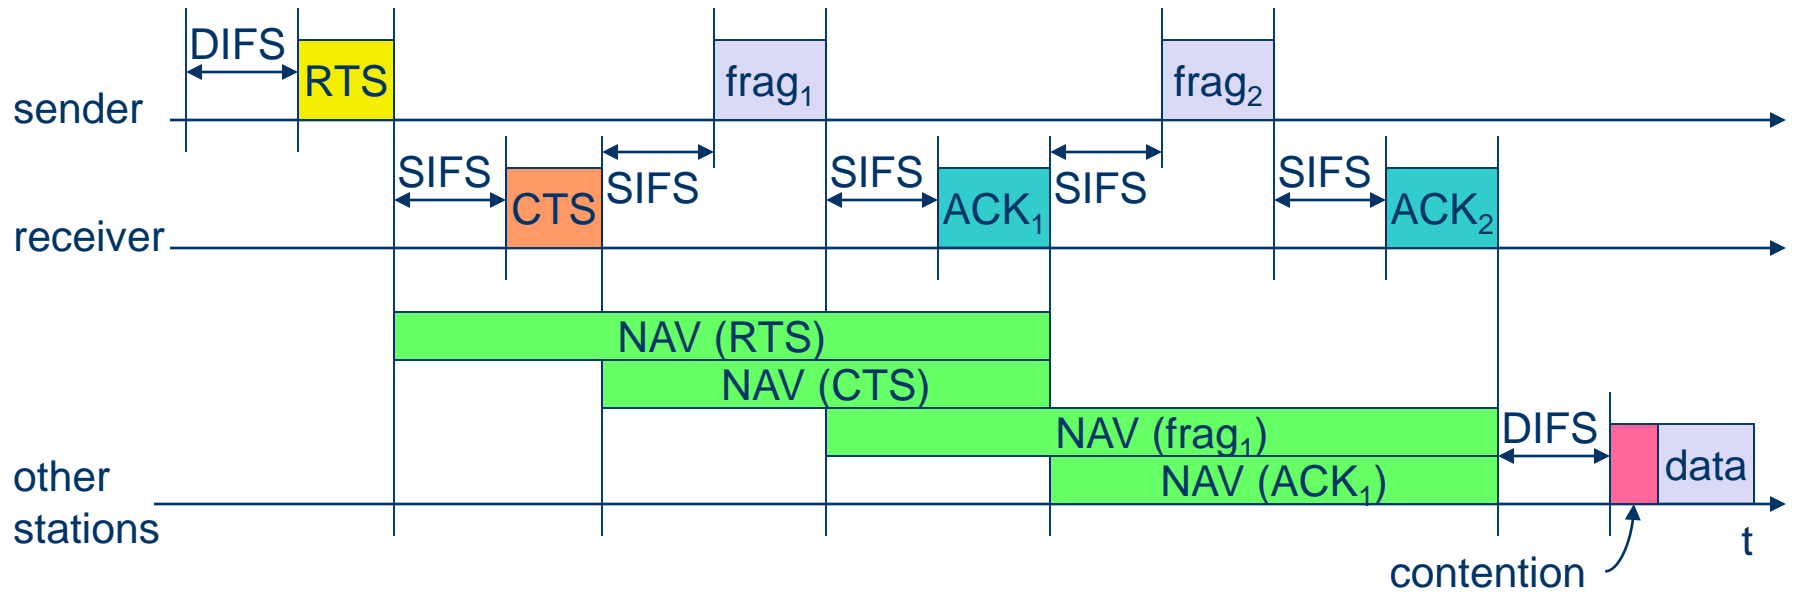 DIFS
RTS
frag₁
frag₂
sender
SIFS
CTS
SIFS
SIFS
ACK₁
SIFS
SIFS
ACK₂
receiver
NAV (RTS)
NAV (CTS)
NAV (frag₁)
DIFS
NAV (ACK₁)
data
other
stations
t
contention